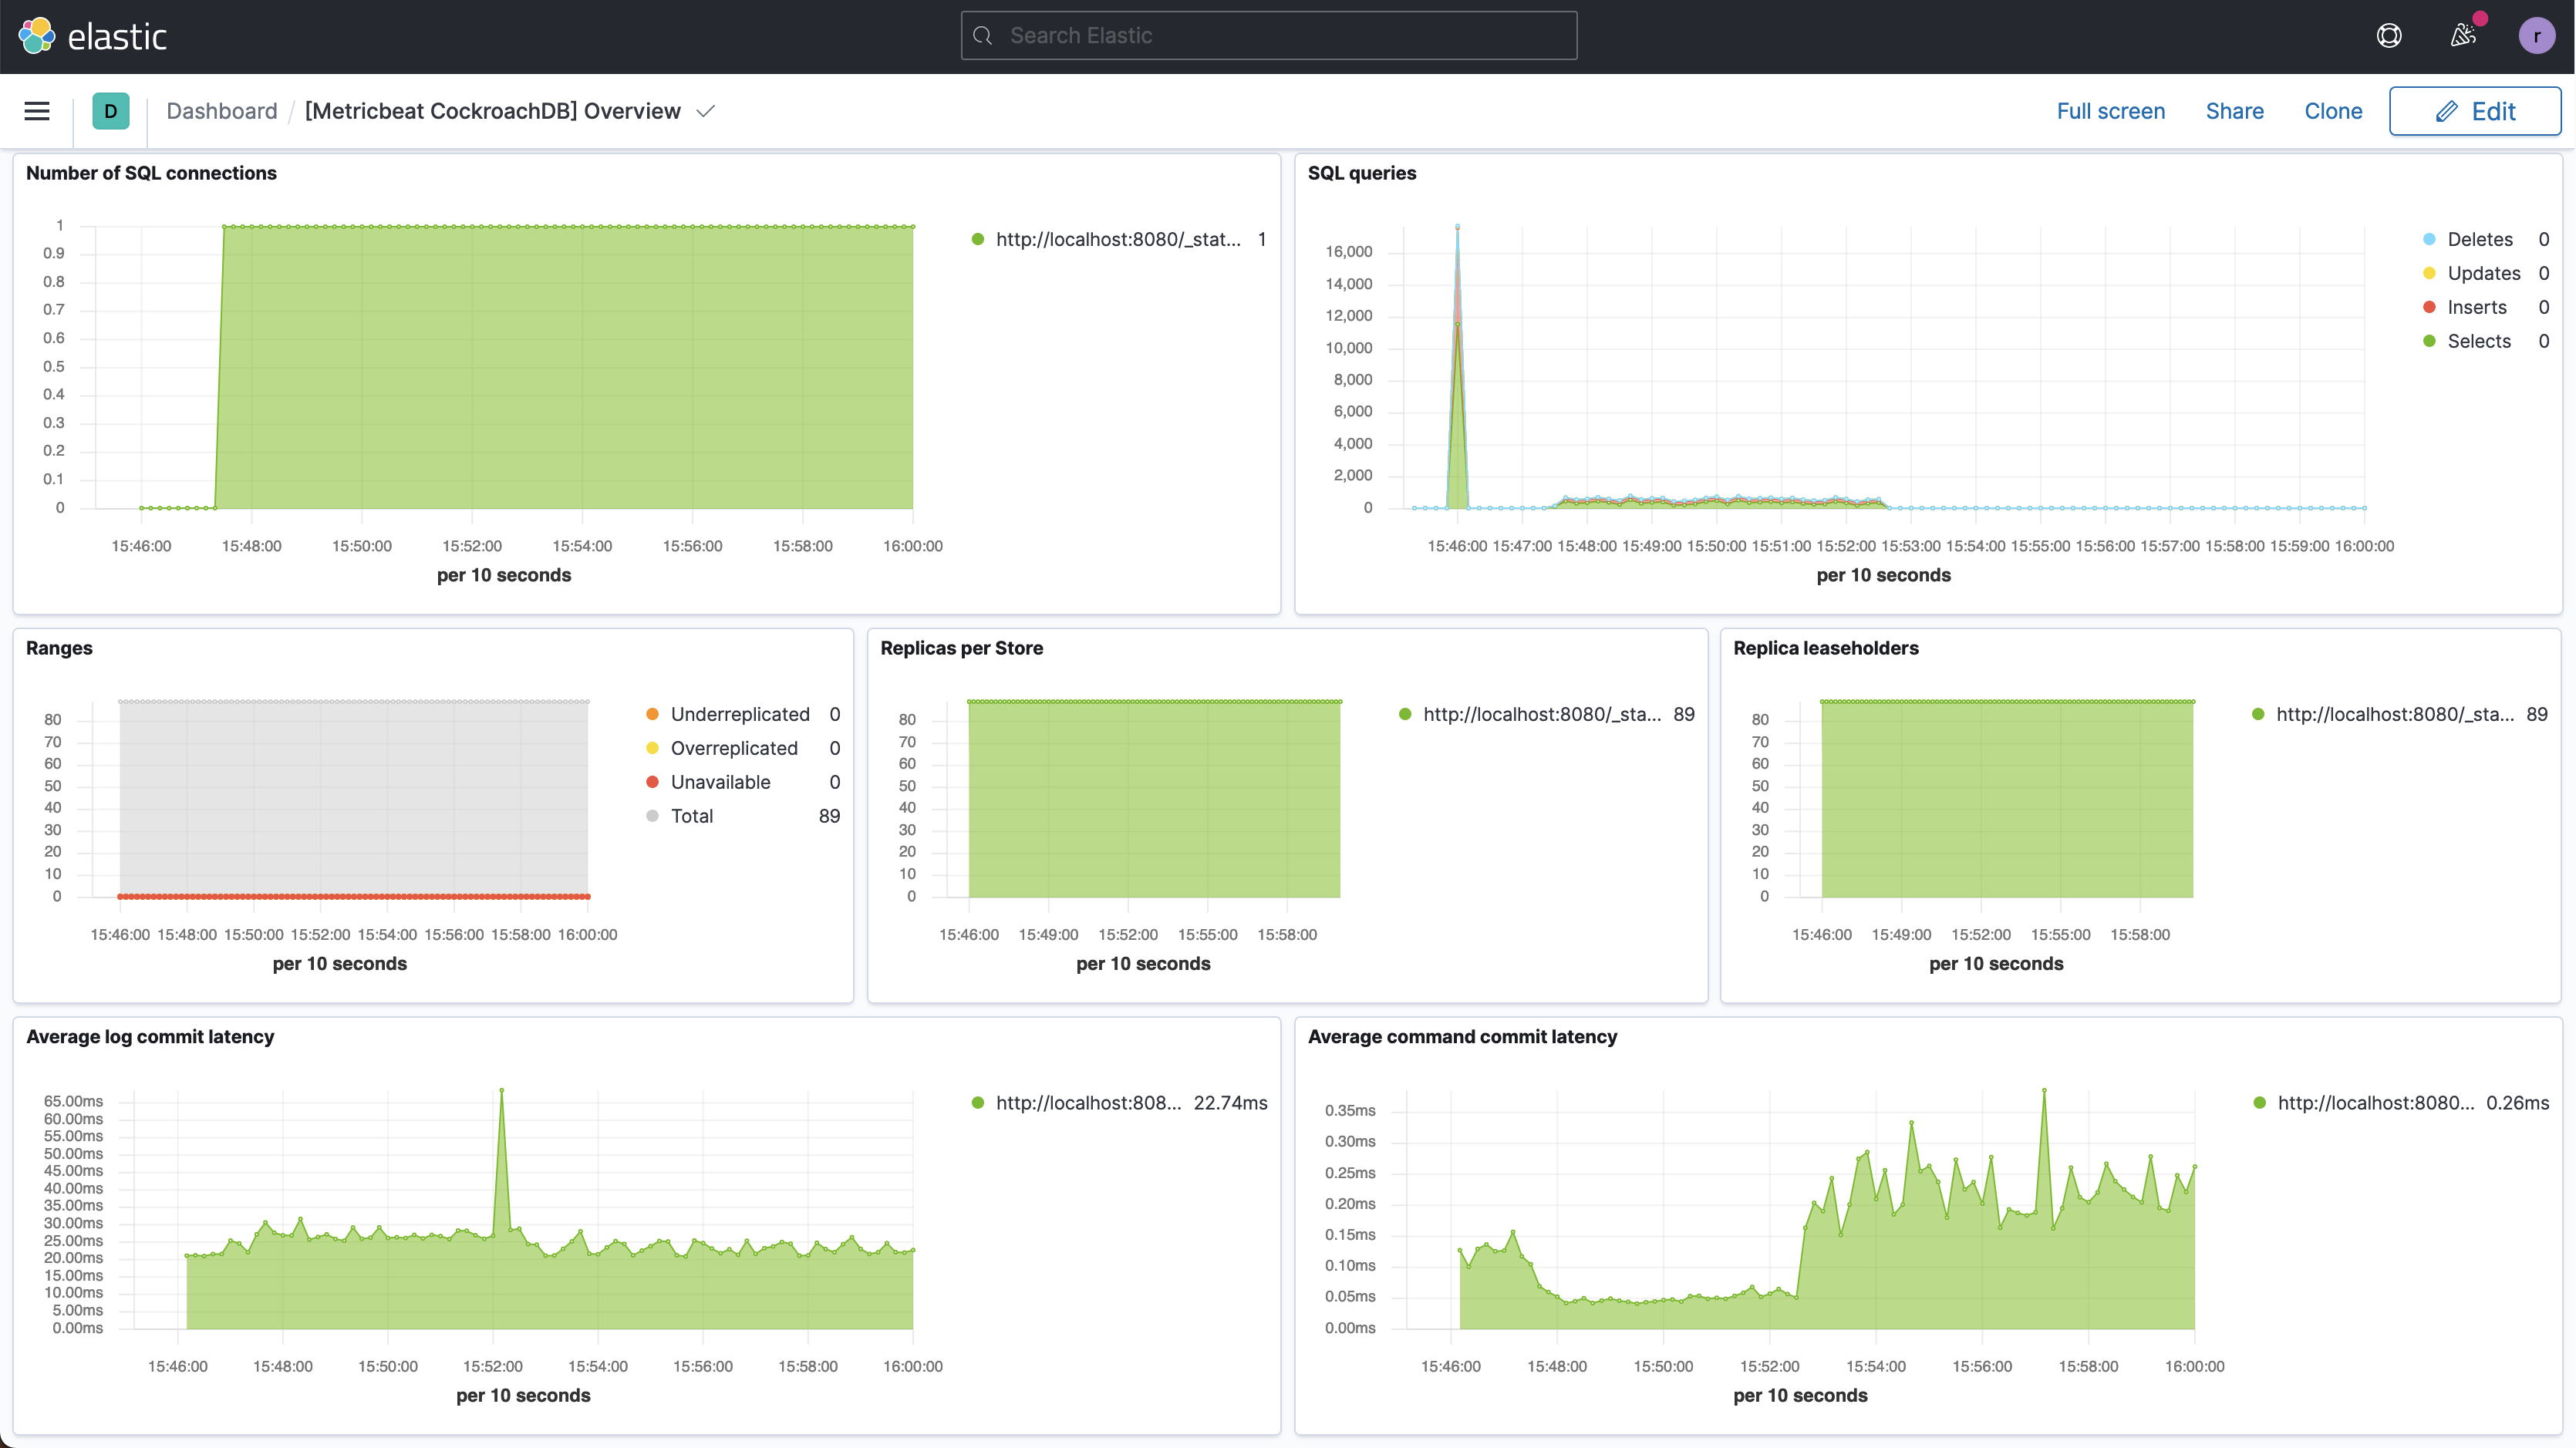 elastic
Search Elastic
r
D
Dashboard / [Metricbeat CockroachDB] Overview
Full screen
Share
Clone
Edit
Number of SQL connections
1
0.9
0.8
0.7
0.6
0.5
0.4
0.3
0.2
0.1
0
15:46:00 15:48:00 15:50:00 15:52:00 15:54:00 15:56:00 15:58:00 16:00:00
per 10 seconds
http://localhost:8080/_stat... 1
SQL queries
16,000
14,000
12,000
10,000
8,000
6,000
4,000
2,000
0
15:46:00 15:47:00 15:48:00 15:49:00 15:50:00 15:51:00 15:52:00 15:53:00 15:54:00 15:55:00 15:56:00 15:57:00 15:58:00 15:59:00 16:00:00
per 10 seconds
Deletes 0
Updates 0
Inserts 0
Selects 0
Ranges
80
70
60
50
40
30
20
10
0
15:46:00 15:48:00 15:50:00 15:52:00 15:54:00 15:56:00 15:58:00 16:00:00
per 10 seconds
Underreplicated 0
Overreplicated 0
Unavailable 0
Total 89
Replicas per Store
80
70
60
50
40
30
20
10
0
15:46:00 15:49:00 15:52:00 15:55:00 15:58:00
per 10 seconds
http://localhost:8080/_sta... 89
Replica leaseholders
80
70
60
50
40
30
20
10
0
15:46:00 15:49:00 15:52:00 15:55:00 15:58:00
per 10 seconds
http://localhost:8080/_sta... 89
Average log commit latency
65.00ms
60.00ms
55.00ms
50.00ms
45.00ms
40.00ms
35.00ms
30.00ms
25.00ms
20.00ms
15.00ms
10.00ms
5.00ms
0.00ms
15:46:00 15:48:00 15:50:00 15:52:00 15:54:00 15:56:00 15:58:00 16:00:00
per 10 seconds
http://localhost:808... 22.74ms
Average command commit latency
0.35ms
0.30ms
0.25ms
0.20ms
0.15ms
0.10ms
0.05ms
0.00ms
15:46:00 15:48:00 15:50:00 15:52:00 15:54:00 15:56:00 15:58:00 16:00:00
per 10 seconds
http://localhost:8080... 0.26ms